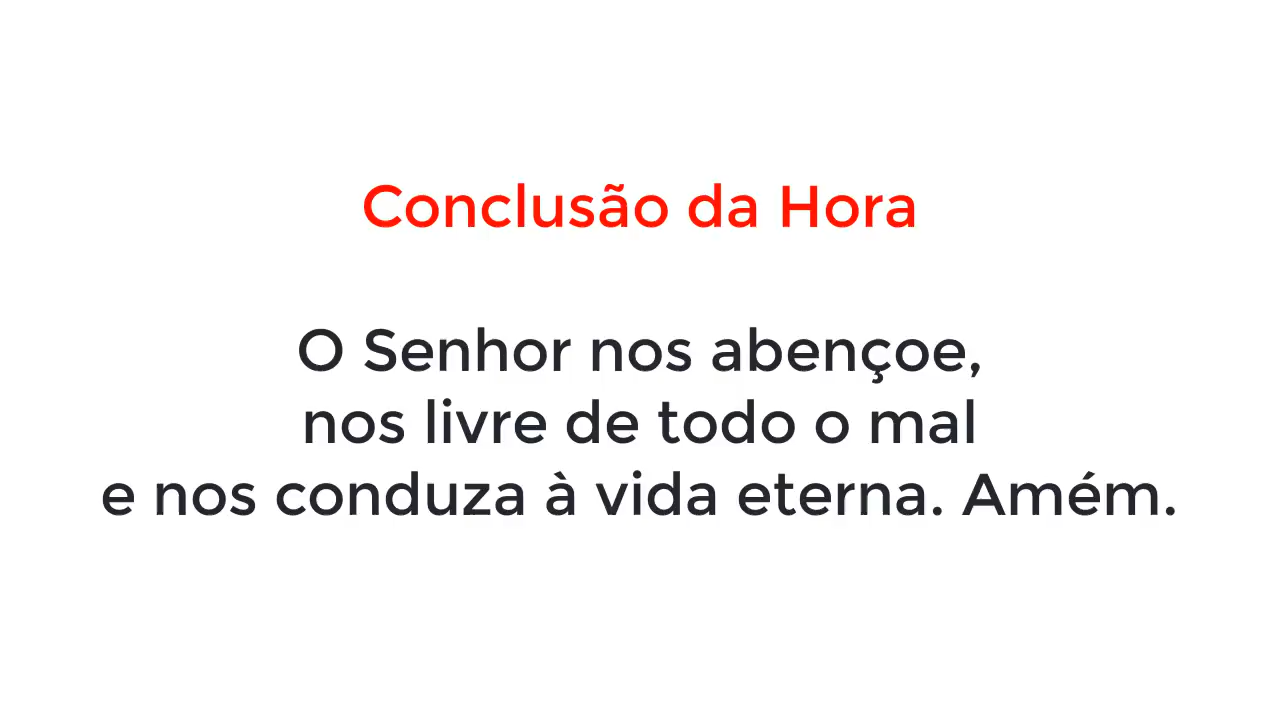 Conclusão da Hora
O Senhor nos abençoe,
nos livre de todo o mal
e nos conduza à vida eterna. Amém.